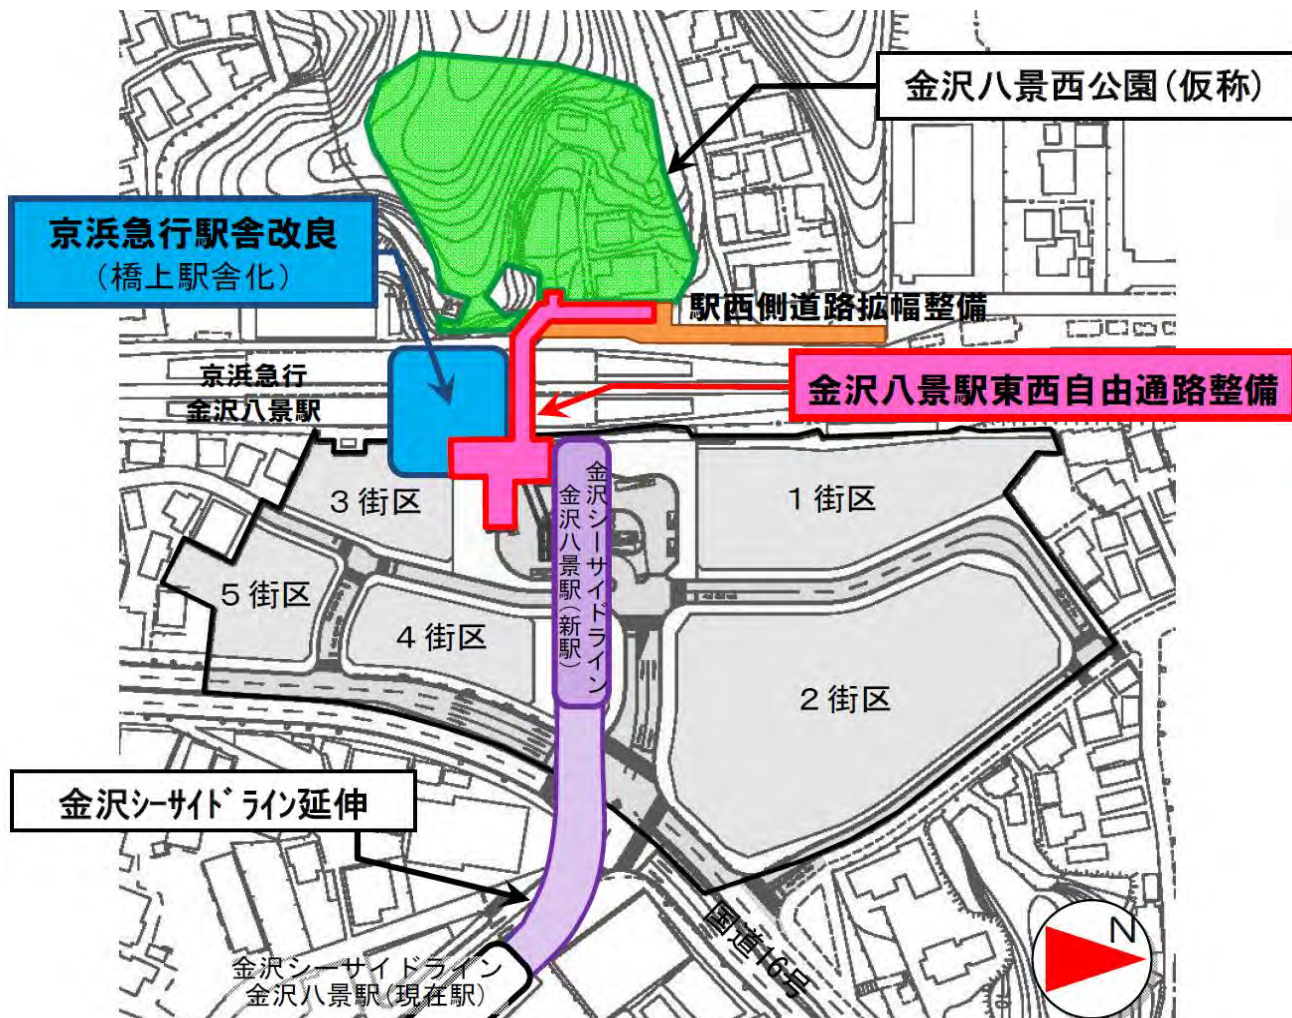 金沢八景西公園(仮称)
京浜急行駅舎改良
(橋上駅舎化)
駅西側道路拡幅整備
京浜急行
金沢八景駅
金沢八景駅東西自由通路整備
3街区
1街区
金沢シーサイドライン
金沢八景駅(新駅)
5街区
4街区
2街区
金沢ｼｰｻｲﾄﾞﾗｲﾝ延伸
国道16号
N
金沢シーサイドライン
金沢八景駅(現在駅)